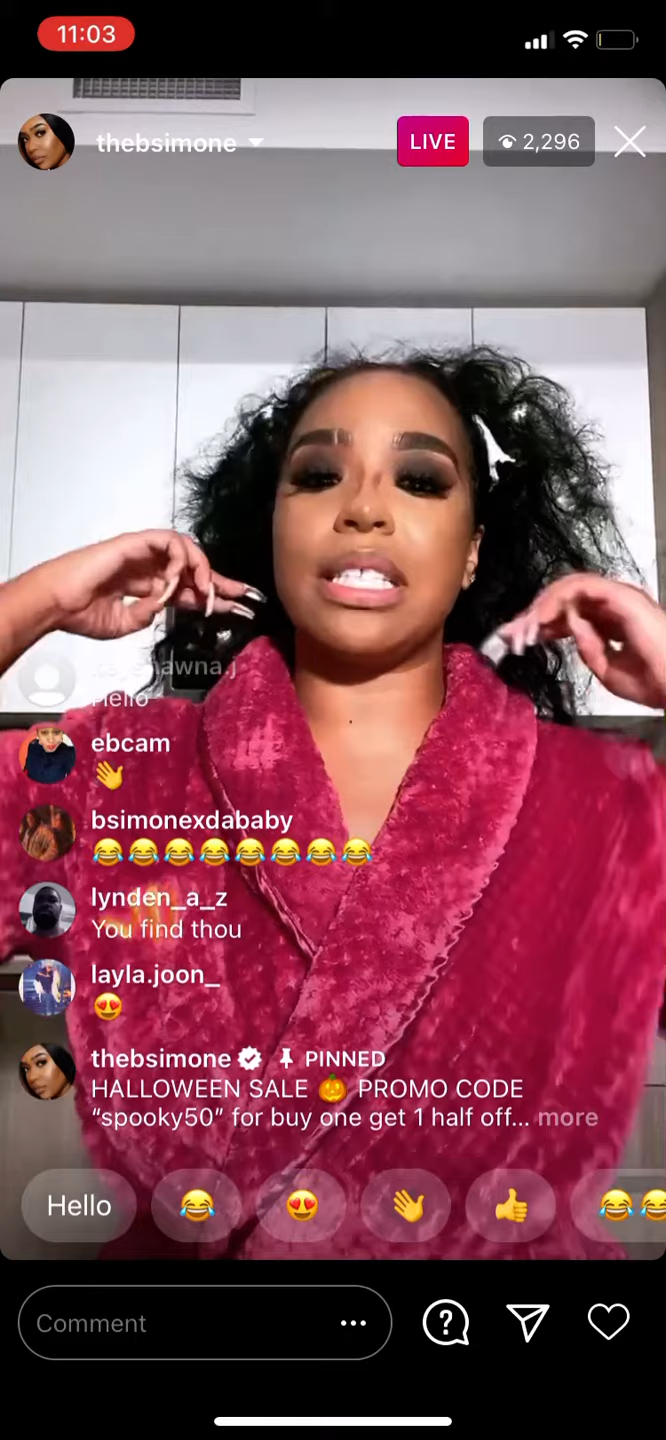 11:03
thebsimone
LIVE
2,296
Hello
ebcam
👋
bsimonexdababy
😂😂😂😂😂😂😂😂
lynden_a_z
You find thou
layla.joon_
😍
thebsimone PINNED
HALLOWEEN SALE 🎃 PROMO CODE
“spooky50” for buy one get 1 half off... more
Hello 😂 😍 👋 👍 😂😂
Comment